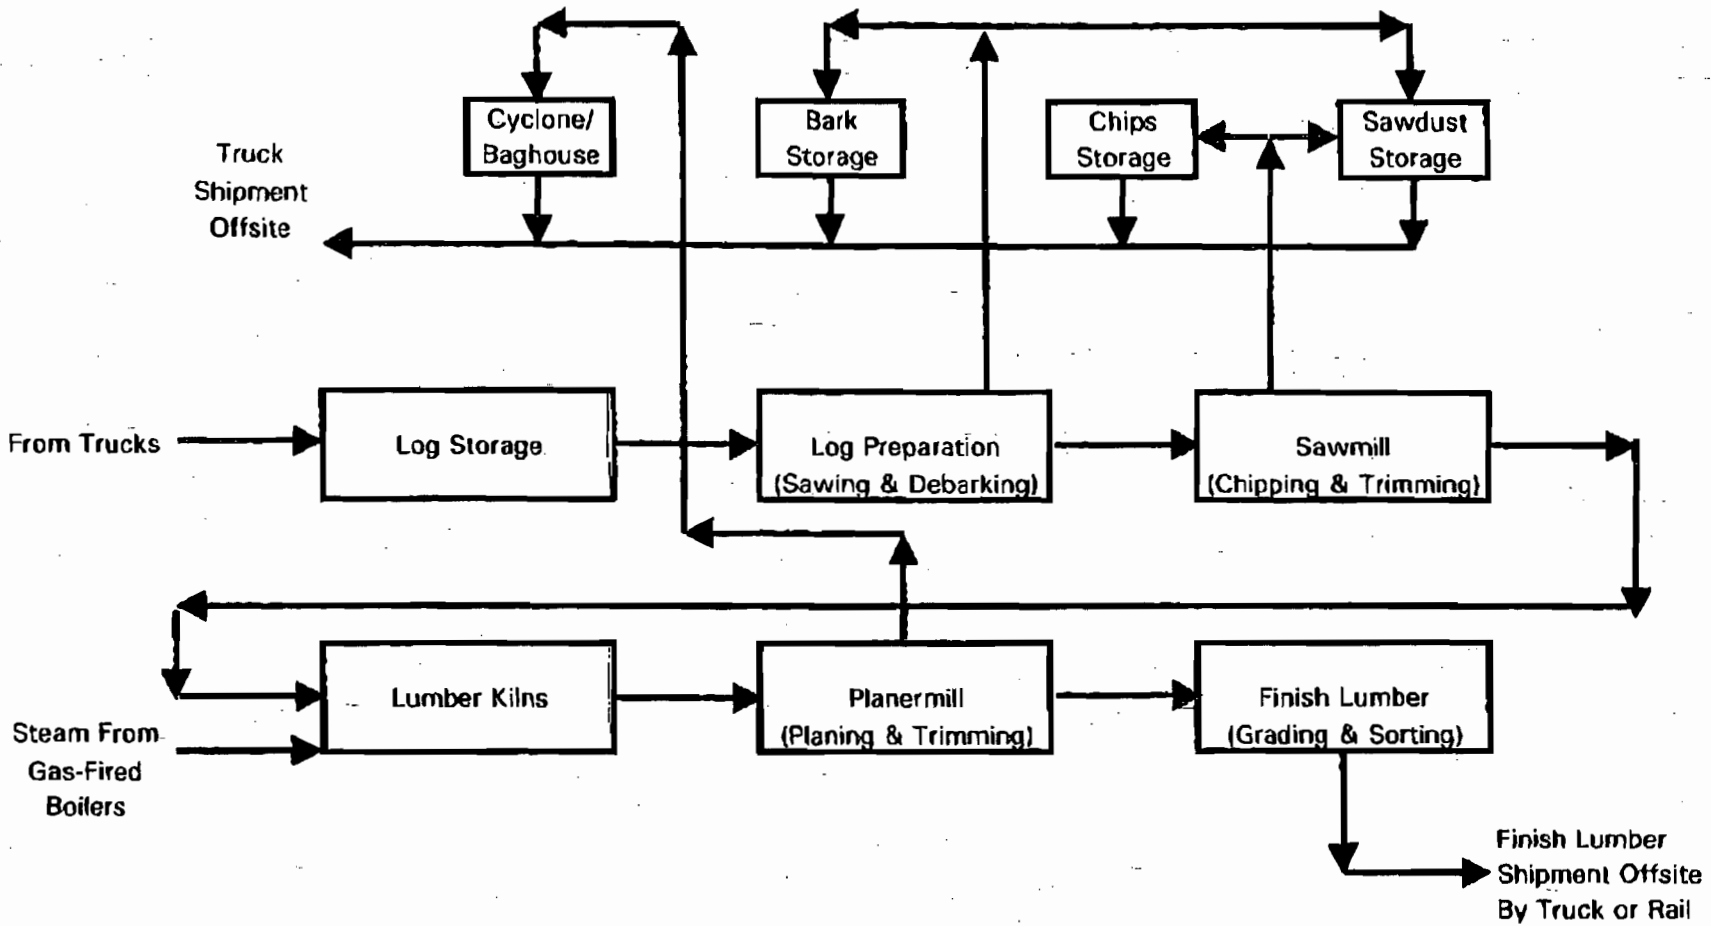 Cyclone/
Baghouse
Bark
Storage
Chips
Storage
Sawdust
Storage
Truck
Shipment
Offsite
From Trucks
Log Storage
Log Preparation
(Sawing & Debarking)
Sawmill
(Chipping & Trimming)
Lumber Kilns
Planermill
(Planing & Trimming)
Finish Lumber
(Grading & Sorting)
Steam From
Gas-Fired
Boilers
Finish Lumber
Shipment Offsite
By Truck or Rail